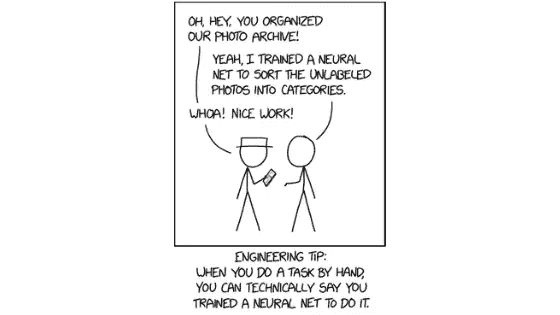 OH, HEY, YOU ORGANIZED
OUR PHOTO ARCHIVE!
YEAH, I TRAINED A NEURAL
NET TO SORT THE UNLABELED
PHOTOS INTO CATEGORIES.
WHOA! NICE WORK!
ENGINEERING TIP:
WHEN YOU DO A TASK BY HAND,
YOU CAN TECHNICALLY SAY YOU
TRAINED A NEURAL NET TO DO IT.